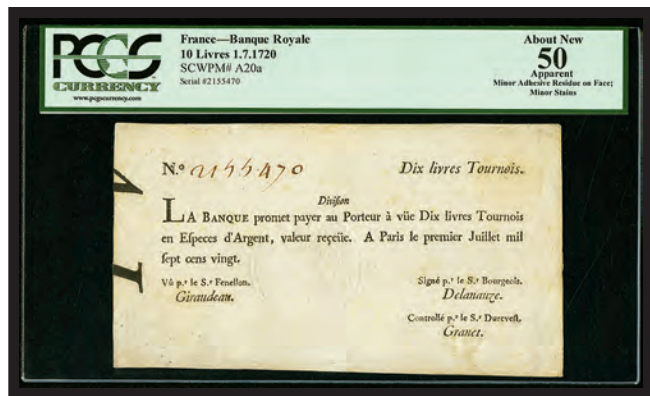 PCGS
CURRENCY
www.pcgscurrency.com
France—Banque Royale
10 Livres 1.7.1720
SCWPM# A20a
Serial #2155470
About New
50
Apparent
Minor Adhesive Residue on Face;
Minor Stains
N.º 2155470
Dix livres Tournois.
Division
LA BANQUE promet payer au Porteur à vûe Dix livres Tournois
en Eſpeces d'Argent, valeur reçeüe. A Paris le premier Juillet mil
ſept cens vingt.
Vû p.ʳ le S.ʳ Fenellon.
Giraudeau.
Signé p.ʳ le S.ʳ Bourgeois.
Delanauze.
Controllé p.ʳ le S.ʳ Durevest.
Granet.